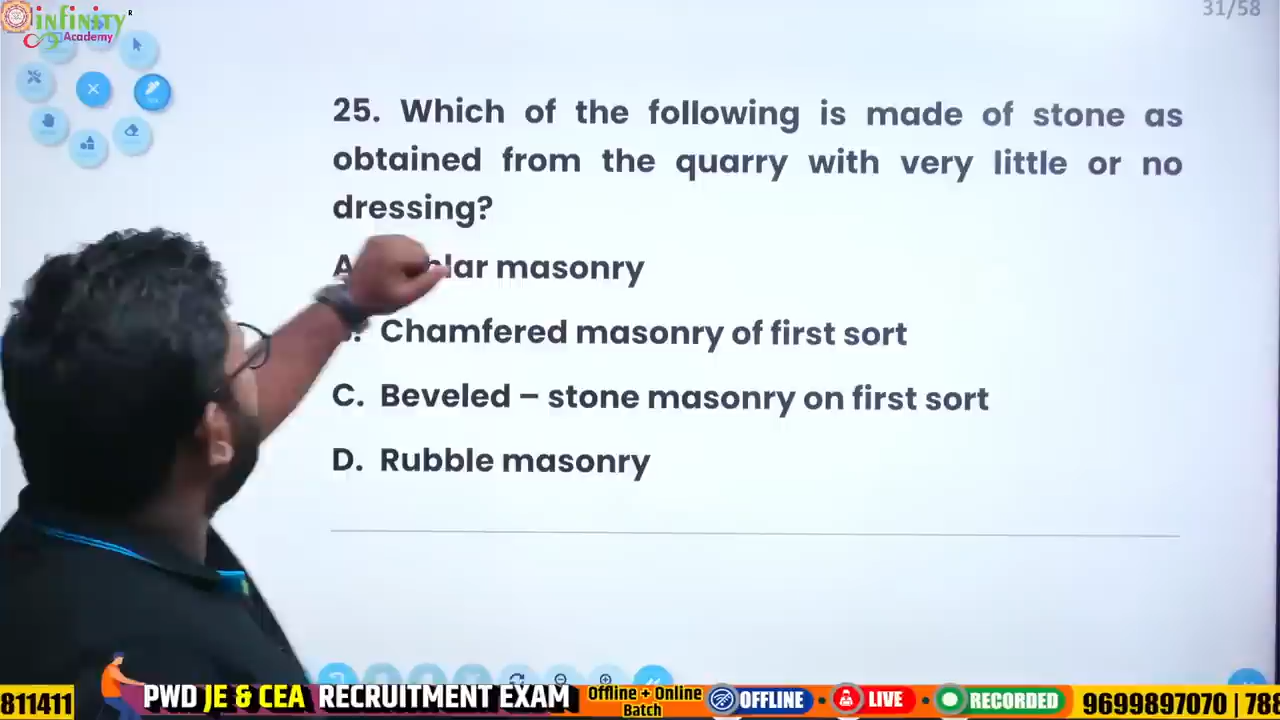 infinity
Academy
31/58
25. Which of the following is made of stone as
obtained from the quarry with very little or no
dressing?
masonry
Chamfered masonry of first sort
C. Beveled – stone masonry on first sort
D. Rubble masonry
811411
PWD JE & CEA RECRUITMENT EXAM
Offline + Online
Batch
OFFLINE
LIVE
RECORDED
9699897070 | 788